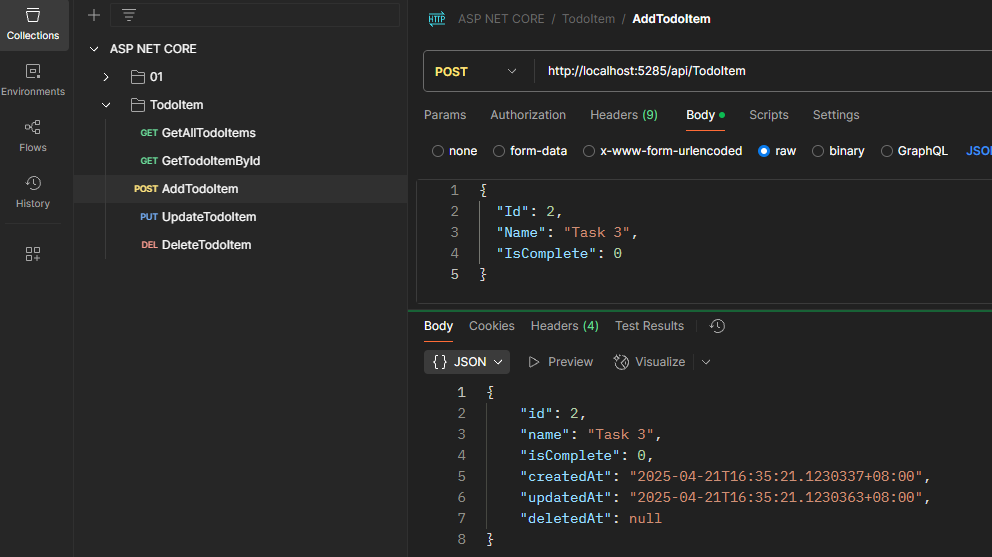 Collections
Environments
Flows
History
ASP NET CORE
01
TodoItem
GET GetAllTodoItems
GET GetTodoItemById
POST AddTodoItem
PUT UpdateTodoItem
DEL DeleteTodoItem
HTTP ASP NET CORE / TodoItem / AddTodoItem
POST http://localhost:5285/api/TodoItem
Params Authorization Headers (9) Body Scripts Settings
none form-data x-www-form-urlencoded raw binary GraphQL JSON
1 {
2 "Id": 2,
3 "Name": "Task 3",
4 "IsComplete": 0
5 }
Body Cookies Headers (4) Test Results
{} JSON Preview Visualize
1 {
2 "id": 2,
3 "name": "Task 3",
4 "isComplete": 0,
5 "createdAt": "2025-04-21T16:35:21.1230337+08:00",
6 "updatedAt": "2025-04-21T16:35:21.1230363+08:00",
7 "deletedAt": null
8 }